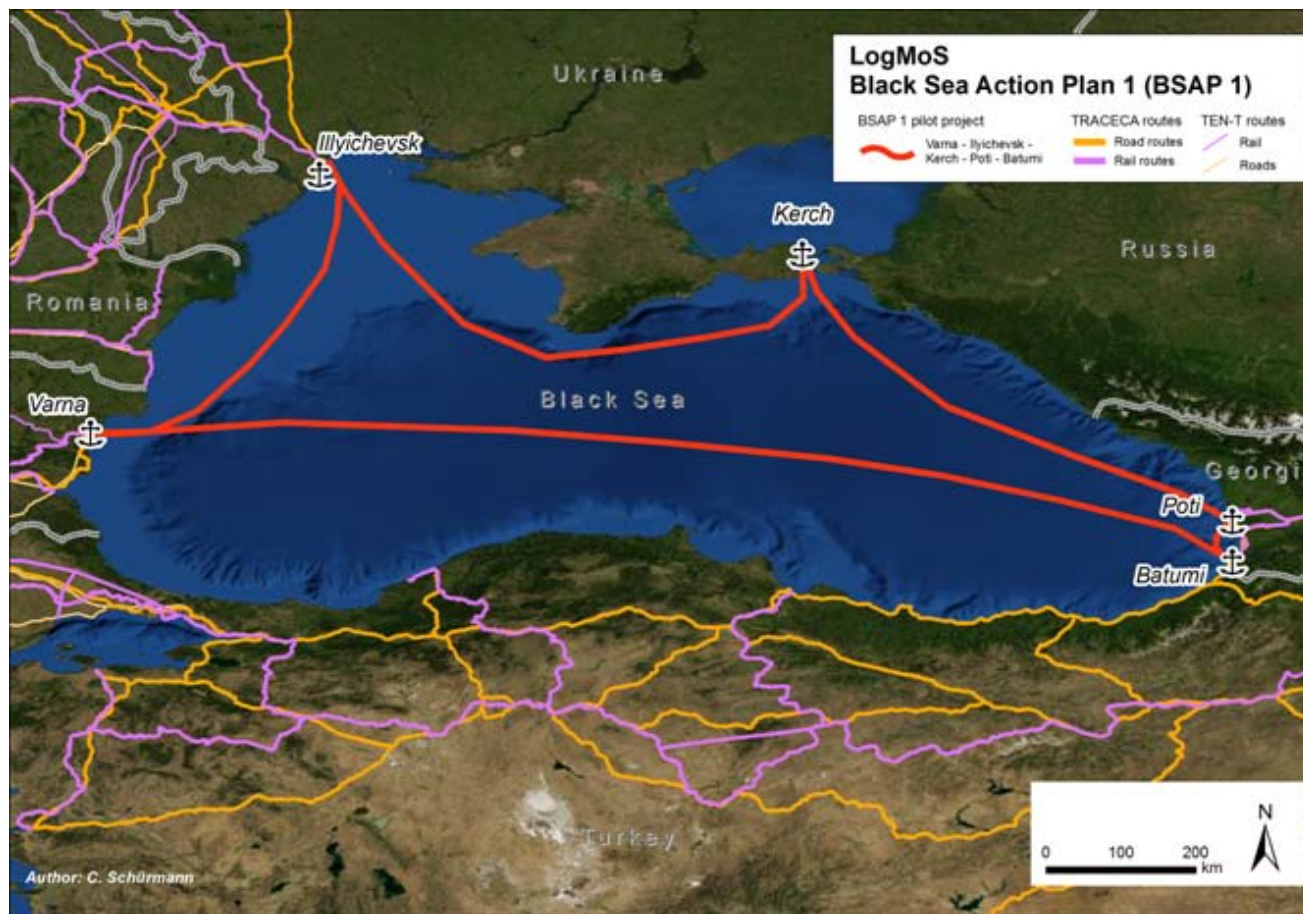 LogMoS
Black Sea Action Plan 1 (BSAP 1)
BSAP 1 pilot project
Varna - Ilyichevsk -
Kerch - Poti - Batumi
TRACECA routes
Road routes
Rail routes
TEN-T routes
Rail
Roads
Ukraine
Illyichevsk
Kerch
Russia
Romania
Black Sea
Varna
Georgi
Poti
Batumi
Turkey
N
0 100 200
km
Author: C. Schürmann